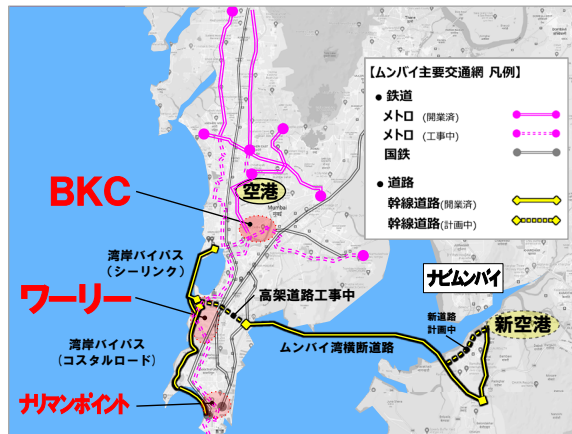 【ムンバイ主要交通網 凡例】
● 鉄道
メトロ (開業済)
メトロ (工事中)
国鉄
● 道路
幹線道路(開業済)
幹線道路(計画中)
空港
Mumbai
BKC
湾岸バイパス
(シーリンク)
ワーリー
高架道路工事中
ナビムンバイ
新道路
計画中
新空港
ムンバイ湾横断道路
湾岸バイパス
(コスタルロード)
ナリマンポイント